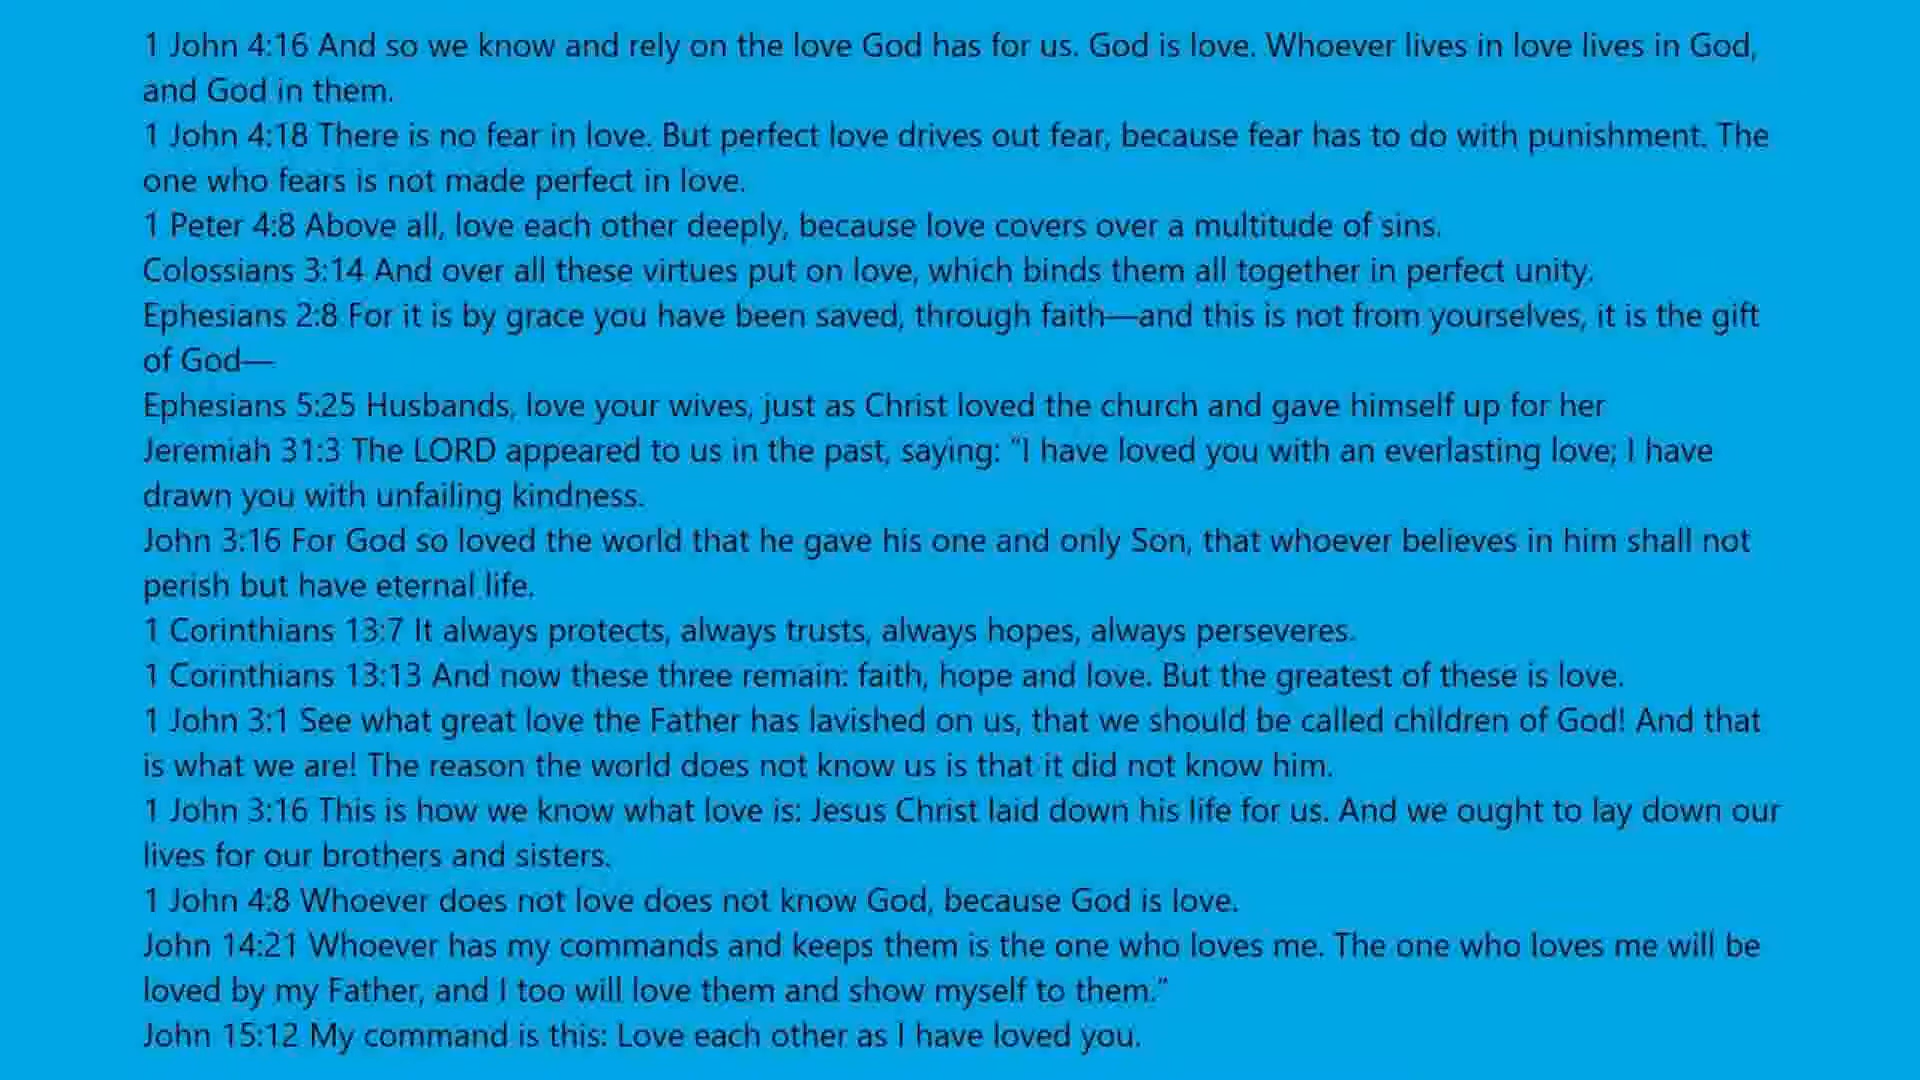 1 John 4:16 And so we know and rely on the love God has for us. God is love. Whoever lives in love lives in God,
and God in them.
1 John 4:18 There is no fear in love. But perfect love drives out fear, because fear has to do with punishment. The
one who fears is not made perfect in love.
1 Peter 4:8 Above all, love each other deeply, because love covers over a multitude of sins.
Colossians 3:14 And over all these virtues put on love, which binds them all together in perfect unity.
Ephesians 2:8 For it is by grace you have been saved, through faith—and this is not from yourselves, it is the gift
of God—
Ephesians 5:25 Husbands, love your wives, just as Christ loved the church and gave himself up for her
Jeremiah 31:3 The LORD appeared to us in the past, saying: “I have loved you with an everlasting love; I have
drawn you with unfailing kindness.
John 3:16 For God so loved the world that he gave his one and only Son, that whoever believes in him shall not
perish but have eternal life.
1 Corinthians 13:7 It always protects, always trusts, always hopes, always perseveres.
1 Corinthians 13:13 And now these three remain: faith, hope and love. But the greatest of these is love.
1 John 3:1 See what great love the Father has lavished on us, that we should be called children of God! And that
is what we are! The reason the world does not know us is that it did not know him.
1 John 3:16 This is how we know what love is: Jesus Christ laid down his life for us. And we ought to lay down our
lives for our brothers and sisters.
1 John 4:8 Whoever does not love does not know God, because God is love.
John 14:21 Whoever has my commands and keeps them is the one who loves me. The one who loves me will be
loved by my Father, and I too will love them and show myself to them.”
John 15:12 My command is this: Love each other as I have loved you.